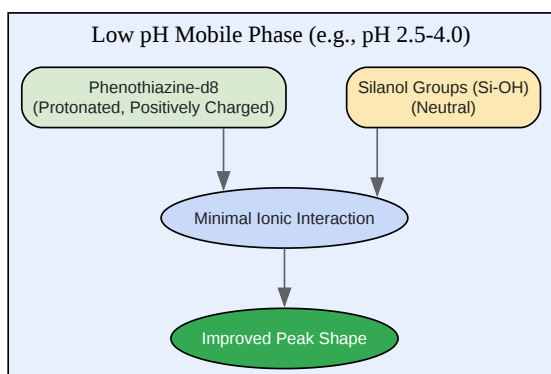 Low pH Mobile Phase (e.g., pH 2.5-4.0)
Phenothiazine-d8
(Protonated, Positively Charged)
Silanol Groups (Si-OH)
(Neutral)
Minimal Ionic Interaction
Improved Peak Shape